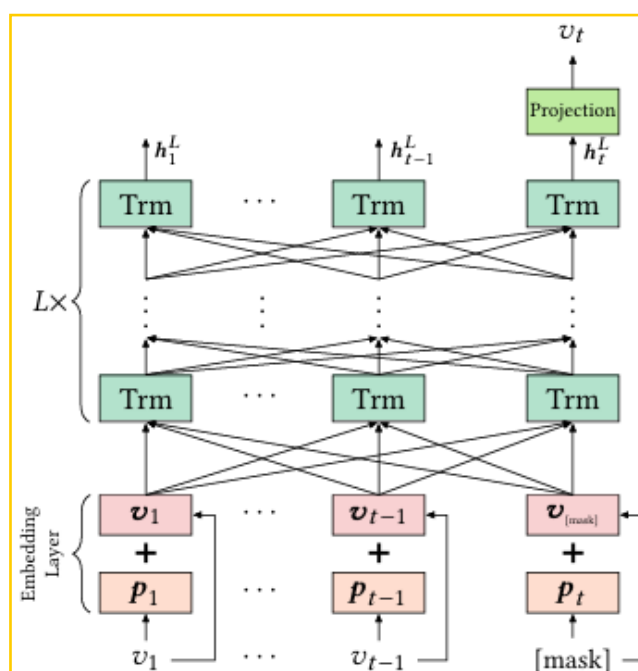 v_t
Projection
h_1^L h_{t-1}^L h_t^L
Trm · · · Trm Trm
L×
Trm · · · Trm Trm
Embedding
Layer
v_1 · · · v_{t-1} v_{[mask]}
+ + +
p_1 · · · p_{t-1} p_t
v_1 · · · v_{t-1} [mask]